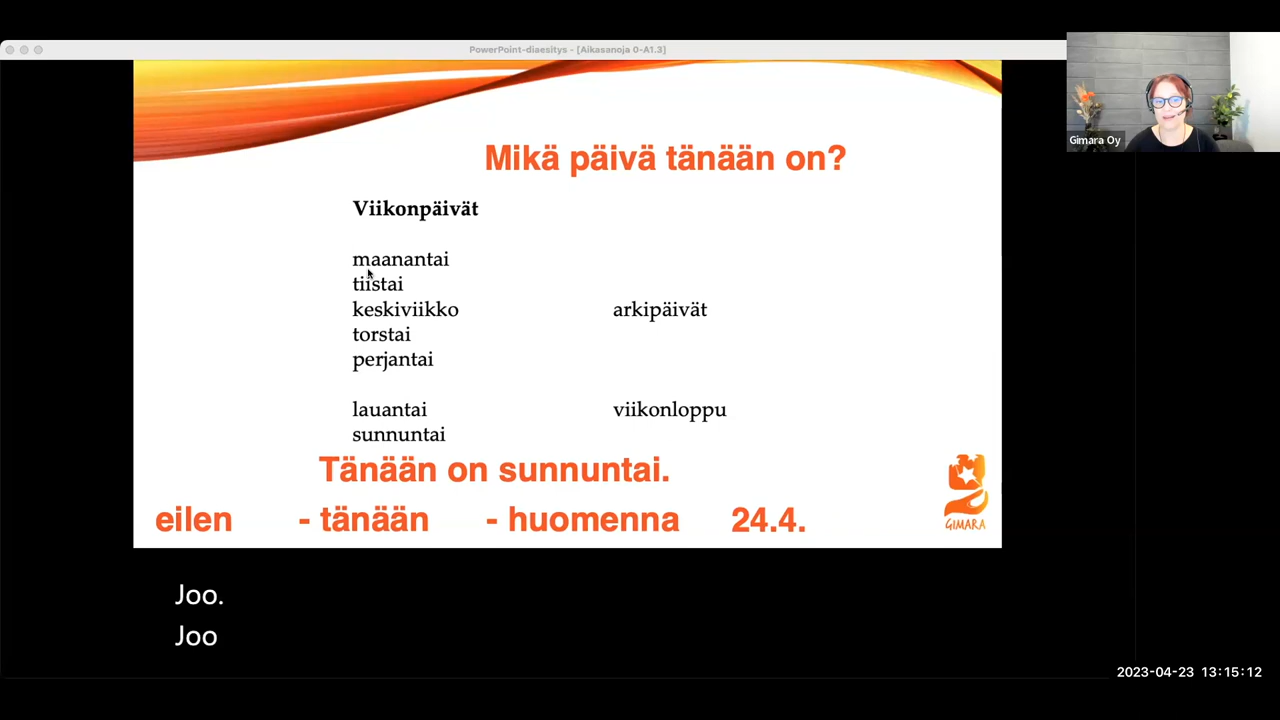 PowerPoint-diaesitys - [Aikasanoja 0-A1.3]
Gimara Oy
Mikä päivä tänään on?
Viikonpäivät
maanantai
tiistai
keskiviikko arkipäivät
torstai
perjantai
lauantai viikonloppu
sunnuntai
Tänään on sunnuntai.
eilen - tänään - huomenna 24.4.
GIMARA
Joo.
Joo
2023-04-23 13:15:12